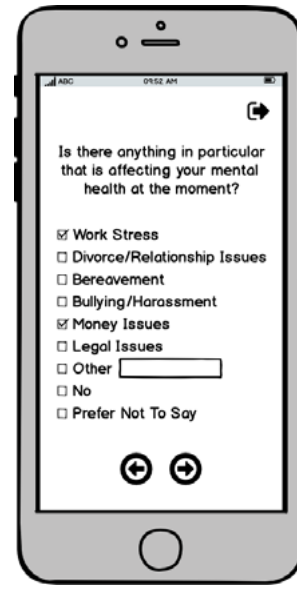 ABC 09:52 AM
Is there anything in particular
that is affecting your mental
health at the moment?
Work Stress
Divorce/Relationship Issues
Bereavement
Bullying/Harassment
Money Issues
Legal Issues
Other
No
Prefer Not To Say